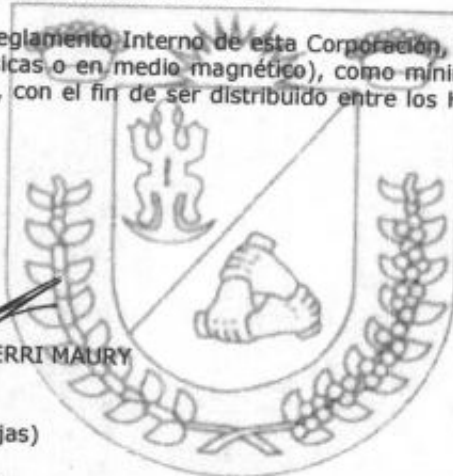 eglamento Interno de esta Corporación,
icas o en medio magnético), como míni
, con el fin de ser distribuido entre los H
ERRI MAURY
jas)